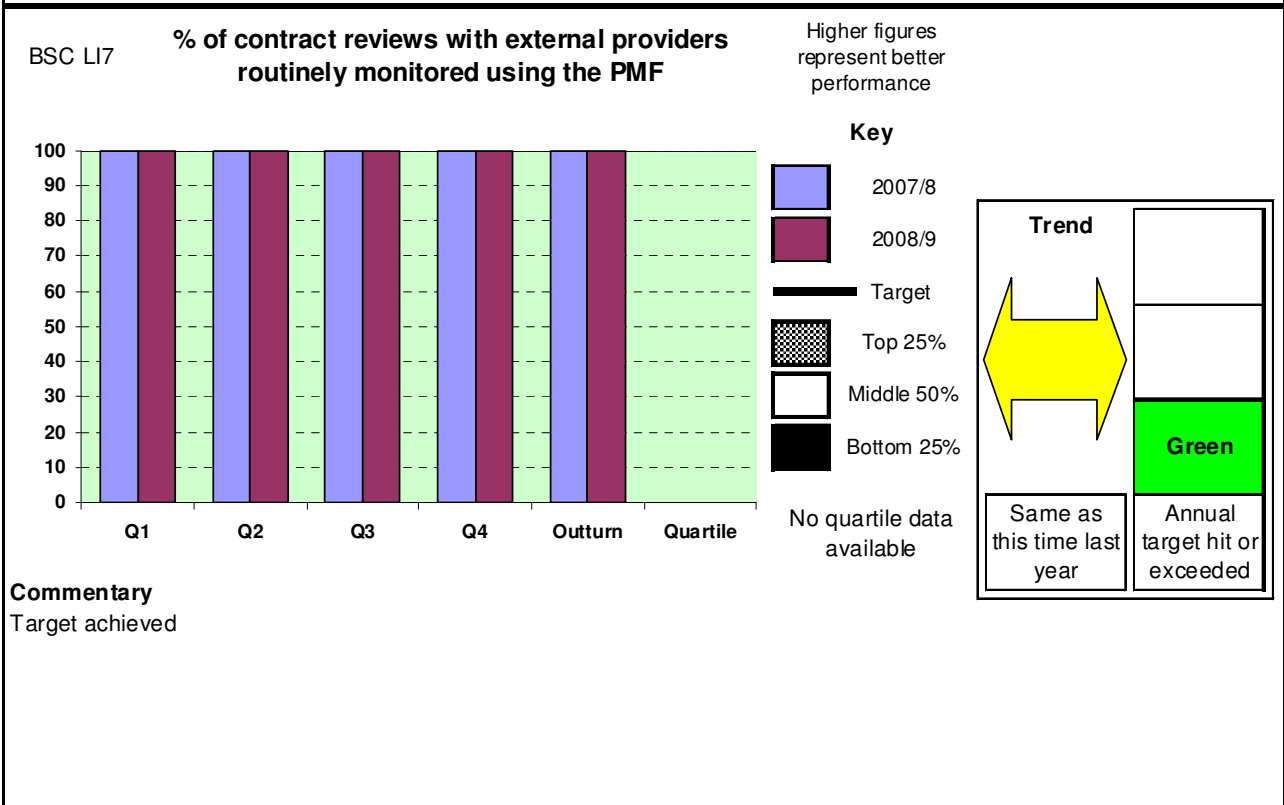 BSC LI7
% of contract reviews with external providers
routinely monitored using the PMF
Higher figures
represent better
performance
100
90
80
70
60
50
40
30
20
10
0
Q1 Q2 Q3 Q4 Outturn Quartile
Key
2007/8
2008/9
Target
Top 25%
Middle 50%
Bottom 25%
No quartile data
available
Trend
Green
Same as
this time last
year
Annual
target hit or
exceeded
Commentary
Target achieved